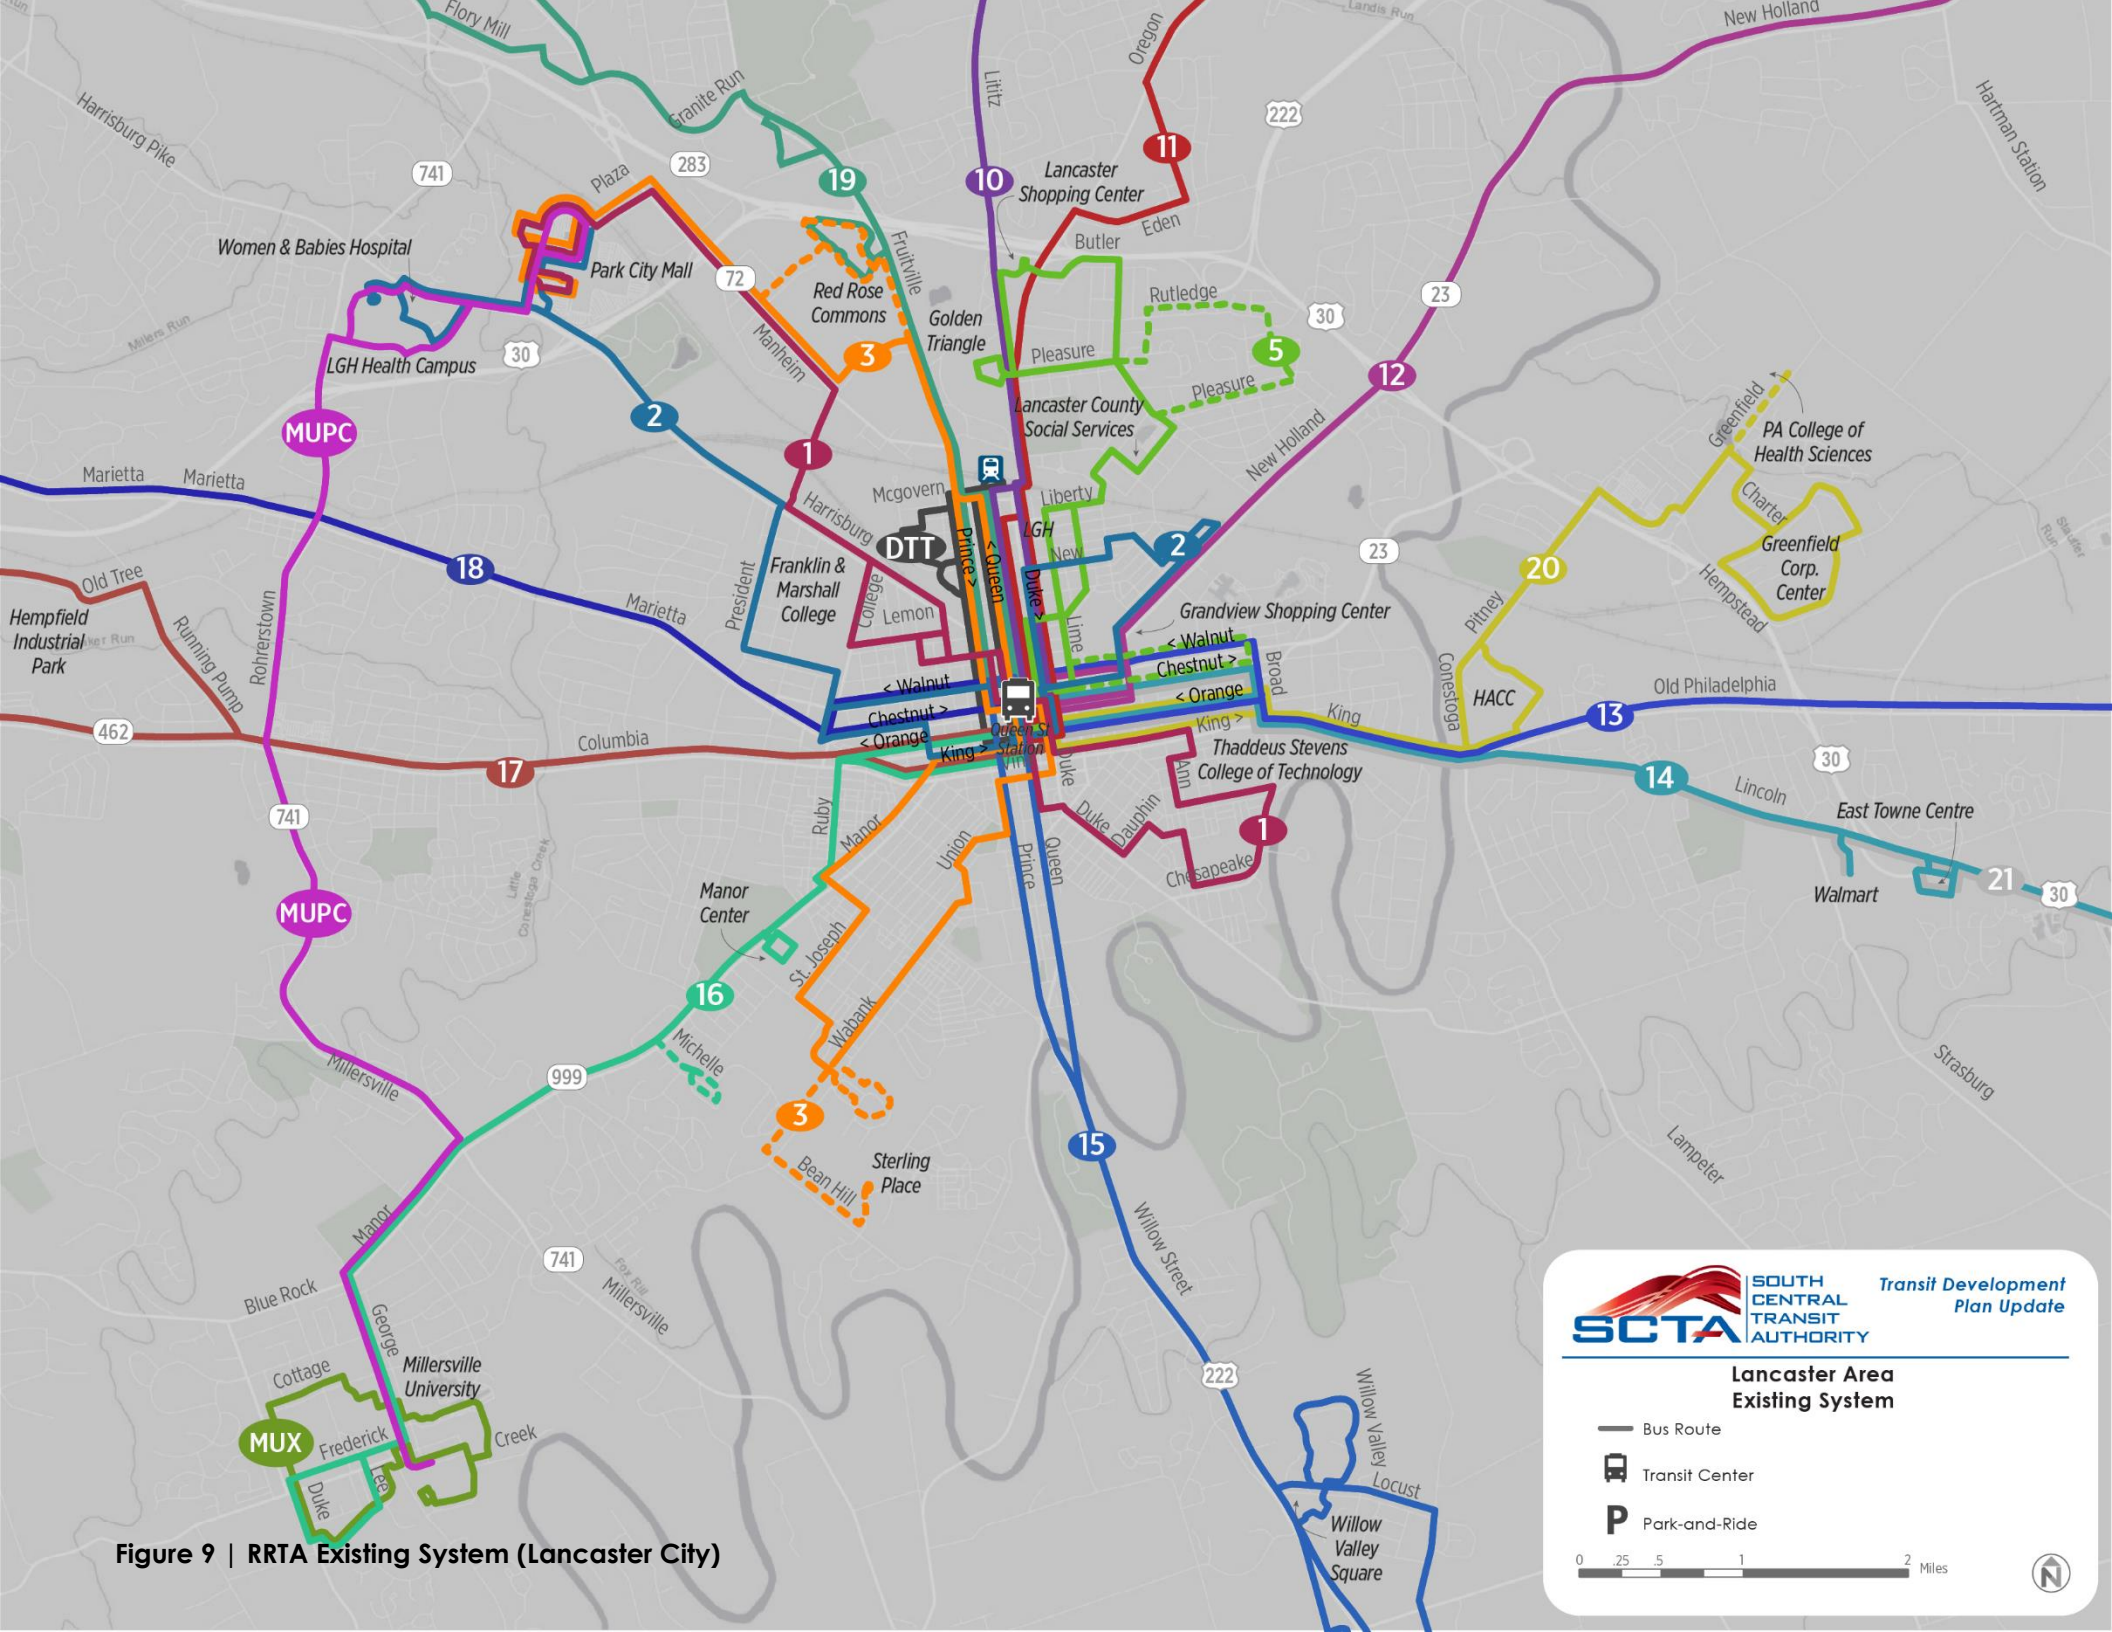 Flory Mill
Landis Run
New Holland
Oregon
Lititz
Harrisburg Pike
Granite Run
Hartman Station
222
11
741
283
Plaza
19
10
Lancaster
Shopping Center
Eden
Butler
Women & Babies Hospital
Park City Mall
72
Fruitville
Red Rose
Commons
Golden
Triangle
Rutledge
30
23
Millers Run
Manheim
3
Pleasure
5
12
30
LGH Health Campus
Pleasure
2
Lancaster County
Social Services
Greenfield
PA College of
Health Sciences
MUPC
1
New Holland
Marietta
Marietta
Mcgovern
Liberty
Charter
Harrisburg
LGH
DTT
Prince >
< Queen
New
2
23
Greenfield
Corp.
Center
20
18
Franklin &
Marshall
College
Duke >
Old Tree
Rohrerstown
President
College
Lemon
Marietta
Lime
Grandview Shopping Center
Pitney
Hempstead
Hempfield
Industrial
Park
Running Pump
< Walnut
Chestnut >
Broad
Conestoga
HACC
Old Philadelphia
< Walnut
Chestnut >
< Orange
< Orange
King >
King
13
462
Columbia
King >
Queen St
Station
Vine
Duke
Thaddeus Stevens
College of Technology
Ann
17
30
14
Lincoln
East Towne Centre
741
Ruby
Manor
Union
Duke
Dauphin
1
Prince
Queen
Chesapeake
Little
Conestoga Creek
Walmart
21
30
MUPC
Manor
Center
St. Joseph
16
Wabank
Michelle
Millersville
999
Strasburg
3
15
Lampeter
Bean Hill
Sterling
Place
Manor
Willow Street
741
Fox Rill
Millersville
Blue Rock
George
Cottage
Millersville
University
222
Willow Valley
MUX
Frederick
Creek
Lee
Duke
Locust
Willow
Valley
Square
Figure 9 | RRTA Existing System (Lancaster City)
SCTA
SOUTH
CENTRAL
TRANSIT
AUTHORITY
Transit Development
Plan Update
Lancaster Area
Existing System
Bus Route
Transit Center
P Park-and-Ride
0 .25 .5 1 2 Miles
N